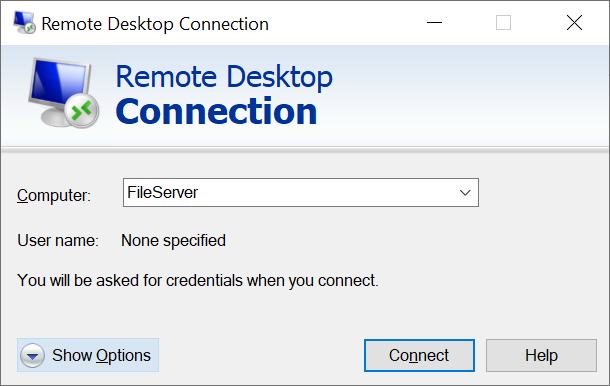 Remote Desktop Connection
Remote Desktop
Connection
Computer: FileServer
User name: None specified
You will be asked for credentials when you connect.
Show Options Connect Help